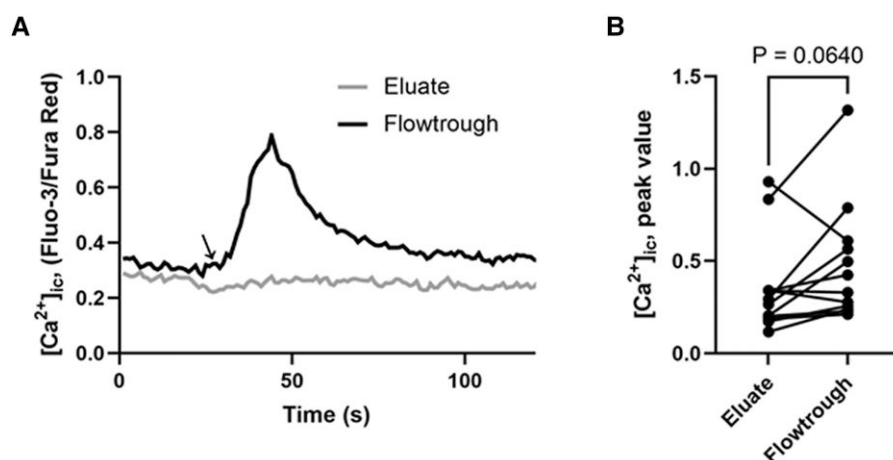 A
[Ca²⁺]ic, (Fluo-3/Fura Red)
1.0
0.8
0.6
0.4
0.2
0.0
0
50
100
Time (s)
Eluate
Flowtrough
B
P = 0.0640
[Ca²⁺]ic, peak value
1.5
1.0
0.5
0.0
Eluate
Flowtrough